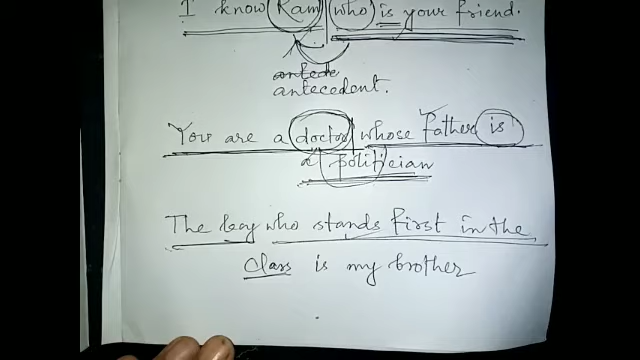 I know Ram who is your friend.
antede
antecedent.
You are a doctor whose father is
a politician
The boy who stands first in the
class is my brother